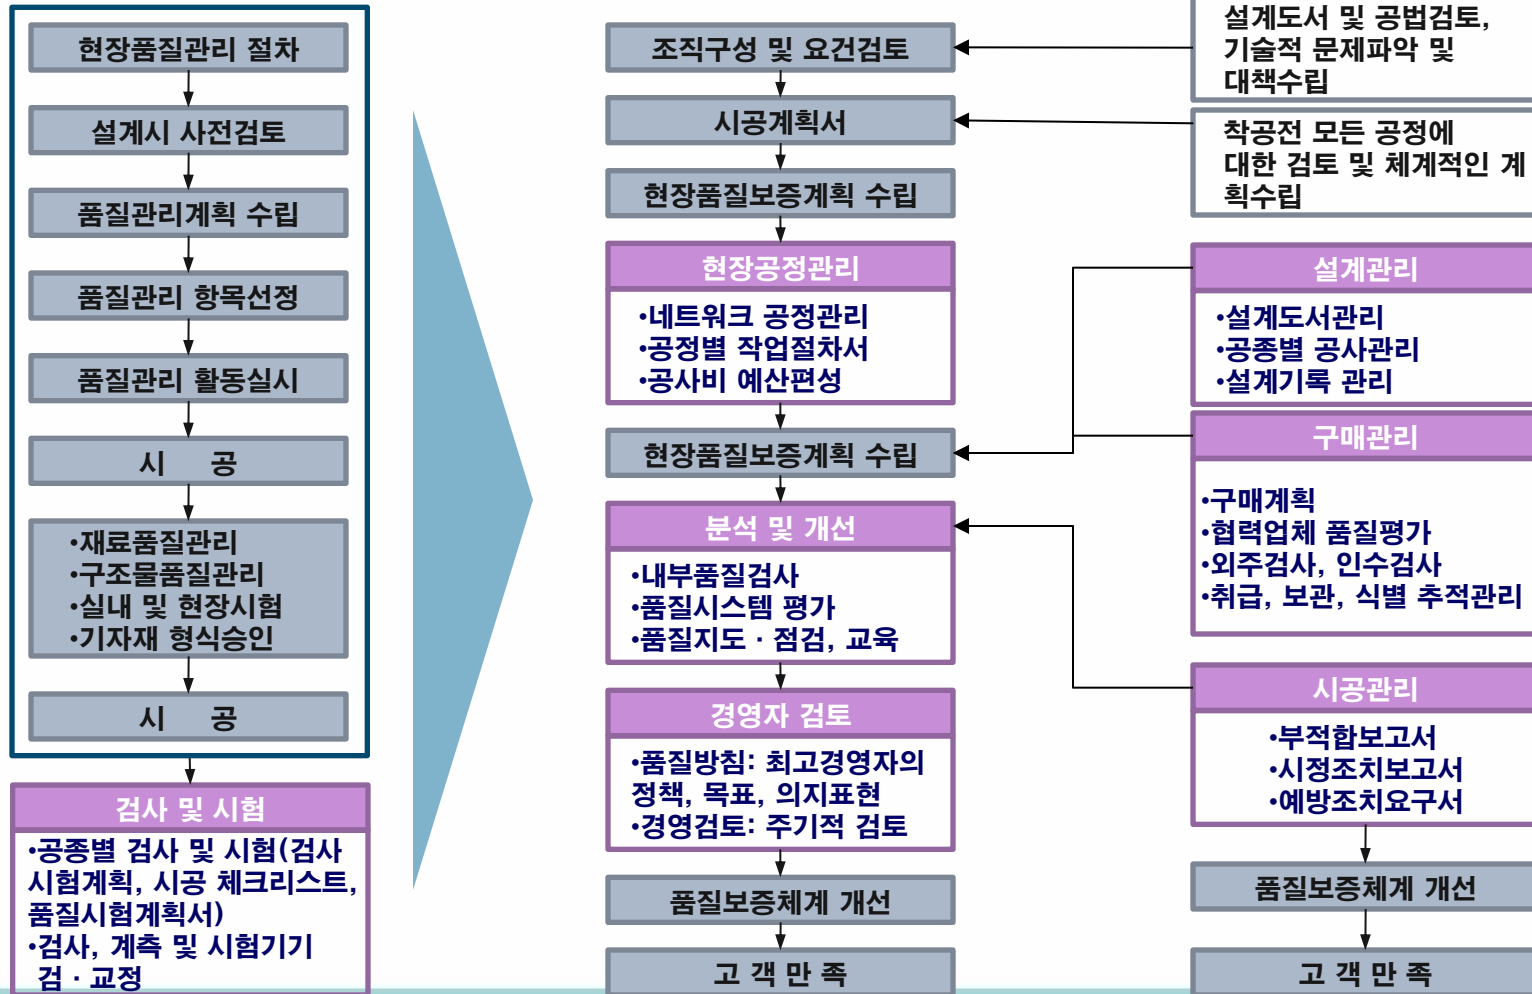 현장품질관리 절차
설계시 사전검토
품질관리계획 수립
품질관리 항목선정
품질관리 활동실시
시 공
•재료품질관리
•구조물품질관리
•실내 및 현장시험
•기자재 형식승인
시 공
검사 및 시험
•공종별 검사 및 시험(검사
시험계획, 시공 체크리스트,
품질시험계획서)
•검사, 계측 및 시험기기
검 · 교정
조직구성 및 요건검토
시공계획서
현장품질보증계획 수립
현장공정관리
•네트워크 공정관리
•공정별 작업절차서
•공사비 예산편성
현장품질보증계획 수립
분석 및 개선
•내부품질검사
•품질시스템 평가
•품질지도 · 점검, 교육
경영자 검토
•품질방침: 최고경영자의
정책, 목표, 의지표현
•경영검토: 주기적 검토
품질보증체계 개선
고 객 만 족
설계도서 및 공법검토,
기술적 문제파악 및
대책수립
착공전 모든 공정에
대한 검토 및 체계적인 계
획수립
설계관리
•설계도서관리
•공종별 공사관리
•설계기록 관리
구매관리
•구매계획
•협력업체 품질평가
•외주검사, 인수검사
•취급, 보관, 식별 추적관리
시공관리
•부적합보고서
•시정조치보고서
•예방조치요구서
품질보증체계 개선
고 객 만 족